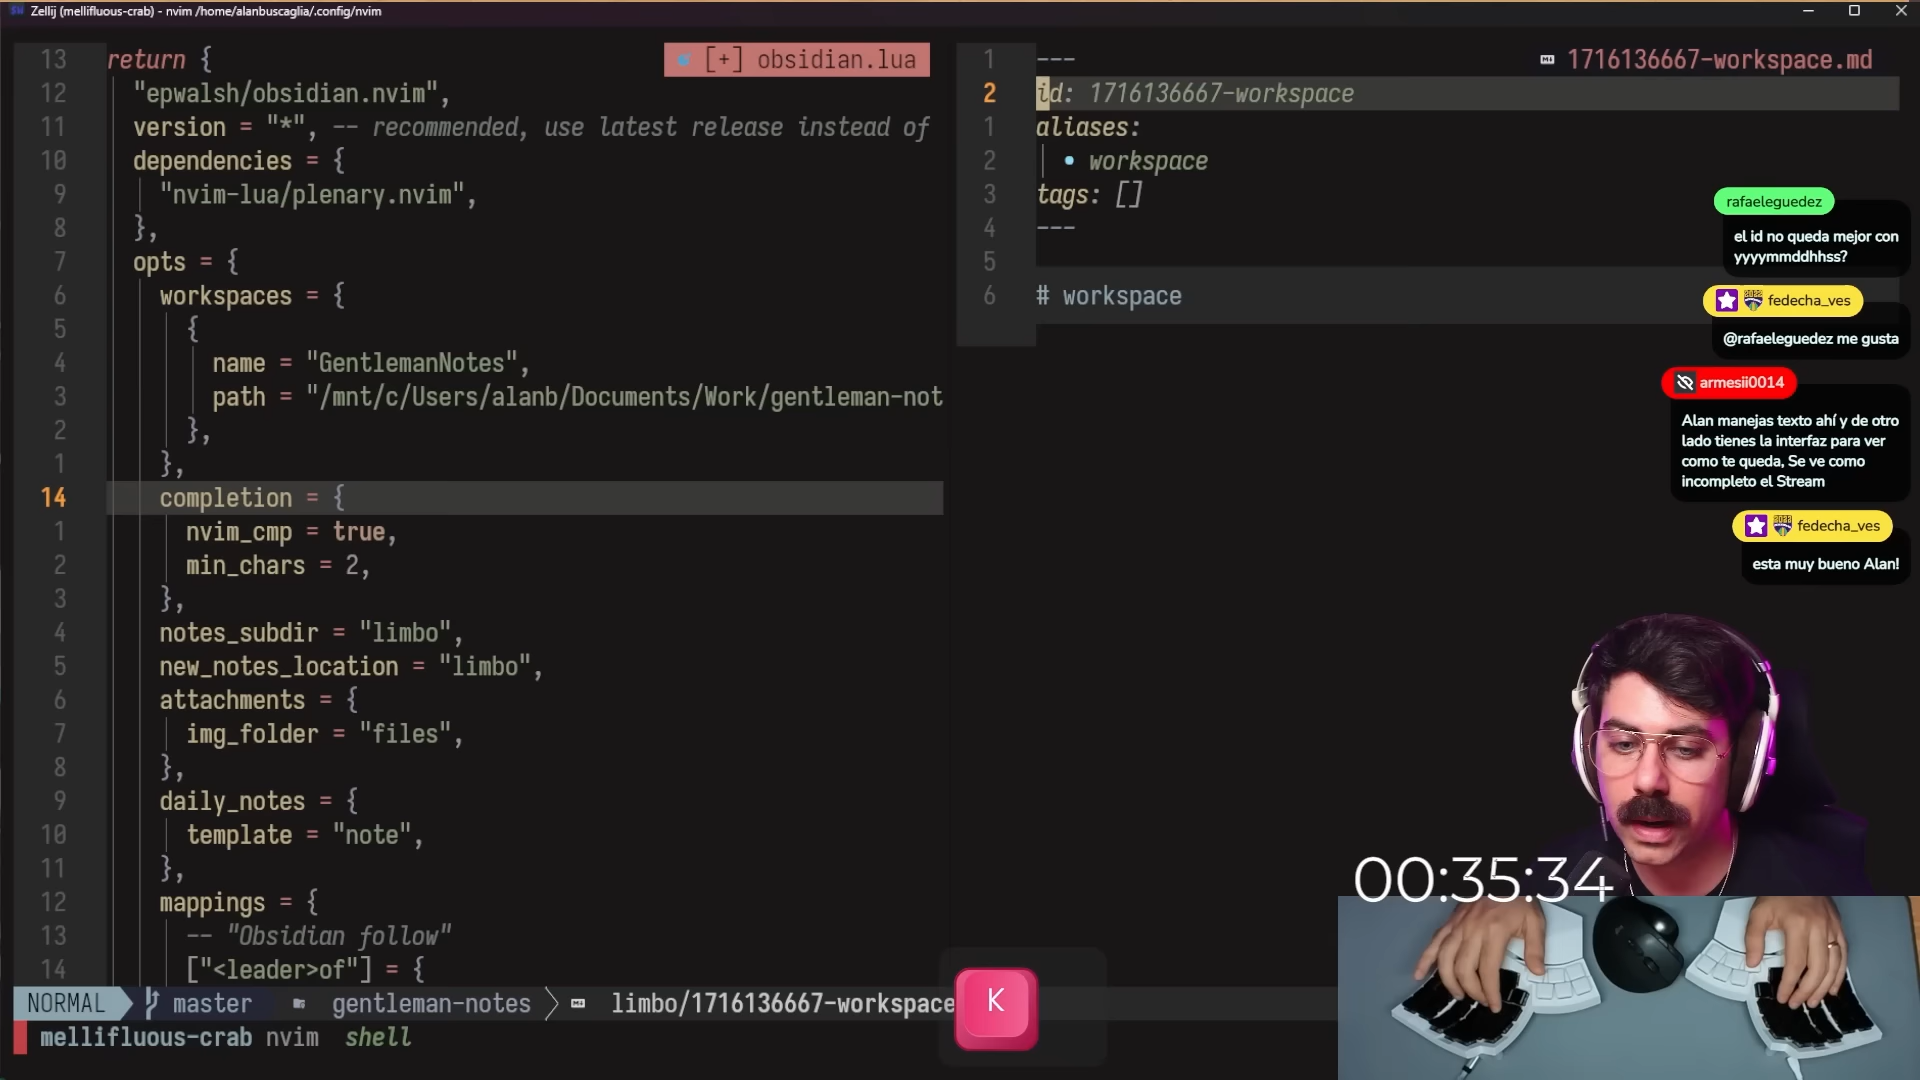 Zellij (mellifluous-crab) - nvim /home/alanbuscaglia/.config/nvim
[+] obsidian.lua
13 return {
12 "epwalsh/obsidian.nvim",
11 version = "*", -- recommended, use latest release instead of
10 dependencies = {
9 "nvim-lua/plenary.nvim",
8 },
7 opts = {
6 workspaces = {
5 {
4 name = "GentlemanNotes",
3 path = "/mnt/c/Users/alanb/Documents/Work/gentleman-not
2 },
1 },
14 completion = {
1 nvim_cmp = true,
2 min_chars = 2,
3 },
4 notes_subdir = "limbo",
5 new_notes_location = "limbo",
6 attachments = {
7 img_folder = "files",
8 },
9 daily_notes = {
10 template = "note",
11 },
12 mappings = {
13 -- "Obsidian follow"
14 ["<leader>of"] = {
1716136667-workspace.md
1 ---
2 id: 1716136667-workspace
1 aliases:
2 • workspace
3 tags: []
4 ---
5
6 # workspace
rafaeleguedez
el id no queda mejor con
yyyymmddhhss?
fedecha_ves
@rafaeleguedez me gusta
armesii0014
Alan manejas texto ahí y de otro
lado tienes la interfaz para ver
como te queda, Se ve como
incompleto el Stream
fedecha_ves
esta muy bueno Alan!
00:35:34
K
NORMAL master gentleman-notes limbo/1716136667-workspace
mellifluous-crab nvim shell